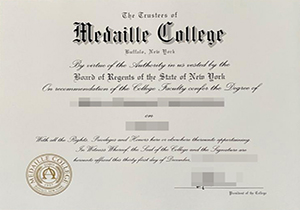 The Trustees of
Medaille College
Buffalo, New York
By virtue of the Authority in us vested by the
Board of Regents of the State of New York
On recommendation of the College Faculty confer the Degree of
on
With all the Rights, Privileges and Honors here or elsewhere thereunto appertaining.
In Witness Whereof, the Seal of the College and the Signature are
hereunto affixed this thirty first day of December,
President of the College
MEDAILLE COLLEGE